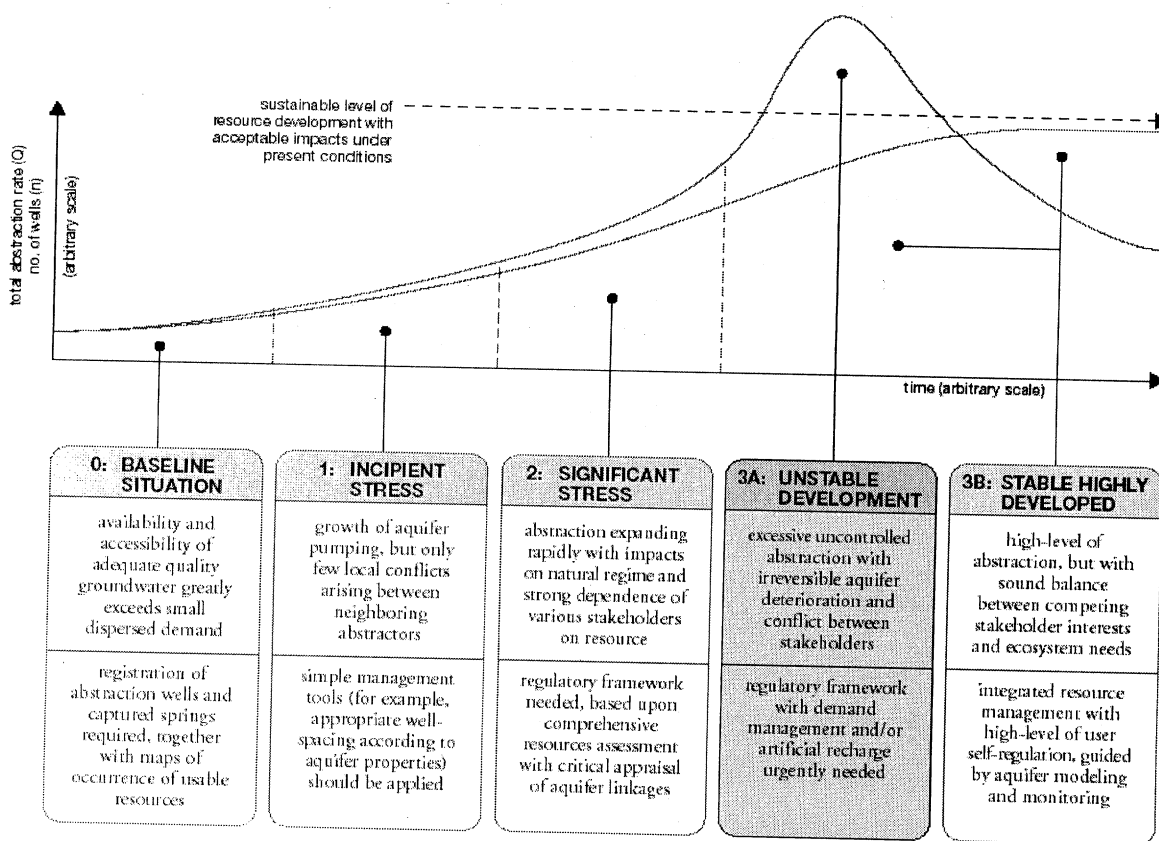 sustainable level of
resource development with
acceptable impacts under
present conditions
total abstraction rate (Q)
no. of wells (n)
(arbitrary scale)
time (arbitrary scale)
0: BASELINE
SITUATION
availability and
accessibility of
adequate quality
groundwater greatly
exceeds small
dispersed demand
registration of
abstraction wells and
captured springs
required, together
with maps of
occurrence of usable
resources
1: INCIPIENT
STRESS
growth of aquifer
pumping, but only
few local conflicts
arising between
neighboring
abstractors
simple management
tools (for example,
appropriate well-
spacing according to
aquifer properties)
should be applied
2: SIGNIFICANT
STRESS
abstraction expanding
rapidly with impacts
on natural regime and
strong dependence of
various stakeholders
on resource
regulatory framework
needed, based upon
comprehensive
resources assessment
with critical appraisal
of aquifer linkages
3A: UNSTABLE
DEVELOPMENT
excessive uncontrolled
abstraction with
irreversible aquifer
deterioration and
conflict between
stakeholders
regulatory framework
with demand
management and/or
artificial recharge
urgently needed
3B: STABLE HIGHLY
DEVELOPED
high-level of
abstraction, but with
sound balance
between competing
stakeholder interests
and ecosystem needs
integrated resource
management with
high-level of user
self-regulation, guided
by aquifer modeling
and monitoring